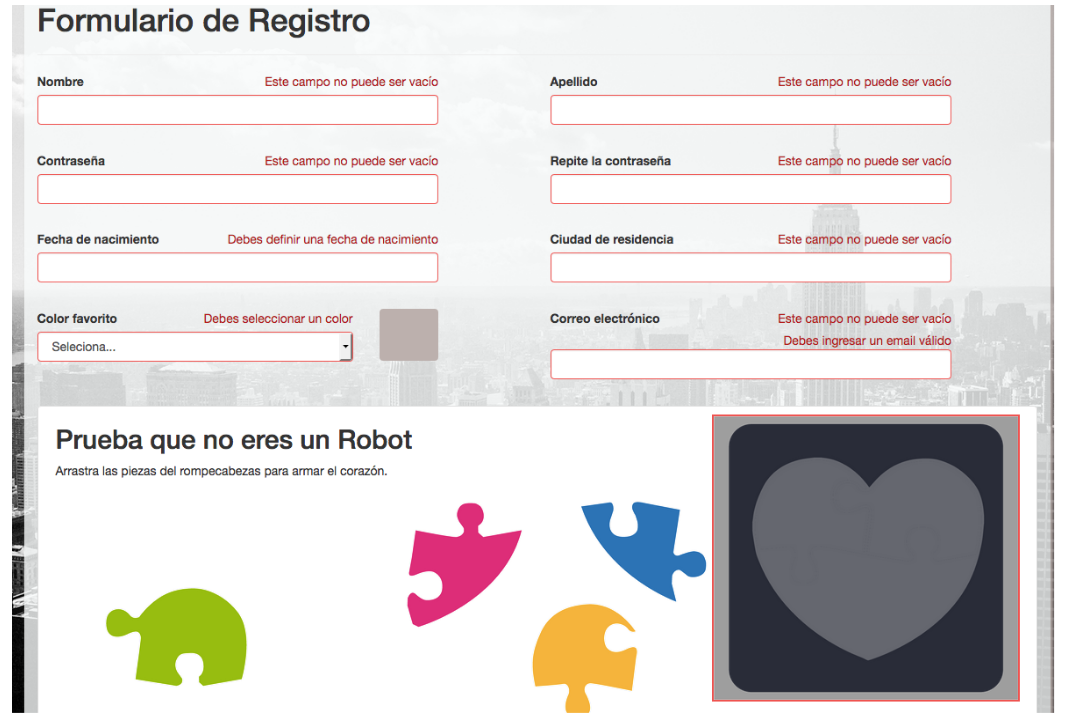 Formulario de Registro
Nombre Este campo no puede ser vacío
Apellido Este campo no puede ser vacío
Contraseña Este campo no puede ser vacío
Repite la contraseña Este campo no puede ser vacío
Fecha de nacimiento Debes definir una fecha de nacimiento
Ciudad de residencia Este campo no puede ser vacío
Color favorito Debes seleccionar un color
Seleciona...
Correo electrónico Este campo no puede ser vacío
Debes ingresar un email válido
Prueba que no eres un Robot
Arrastra las piezas del rompecabezas para armar el corazón.